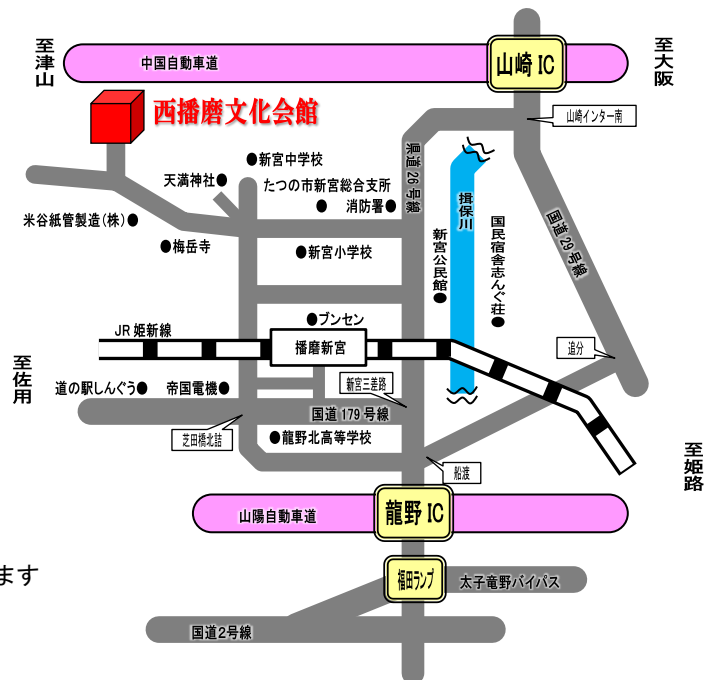 至津山
中国自動車道
山崎 IC
至大阪
西播磨文化会館
山崎インター南
新宮中学校
県道26号線
天満神社
たつの市新宮総合支所
消防署
揖保川
国民宿舎志んぐ荘
国道29号線
米谷紙管製造(株)
梅岳寺
新宮小学校
新宮公民館
ブンセン
JR 姫新線
播磨新宮
追分
至佐用
道の駅しんぐう
帝国電機
新宮三差路
国道179号線
芝田橋北詰
龍野北高等学校
船渡
至姫路
山陽自動車道
龍野 IC
ます
福田ランプ
太子竜野バイパス
国道2号線